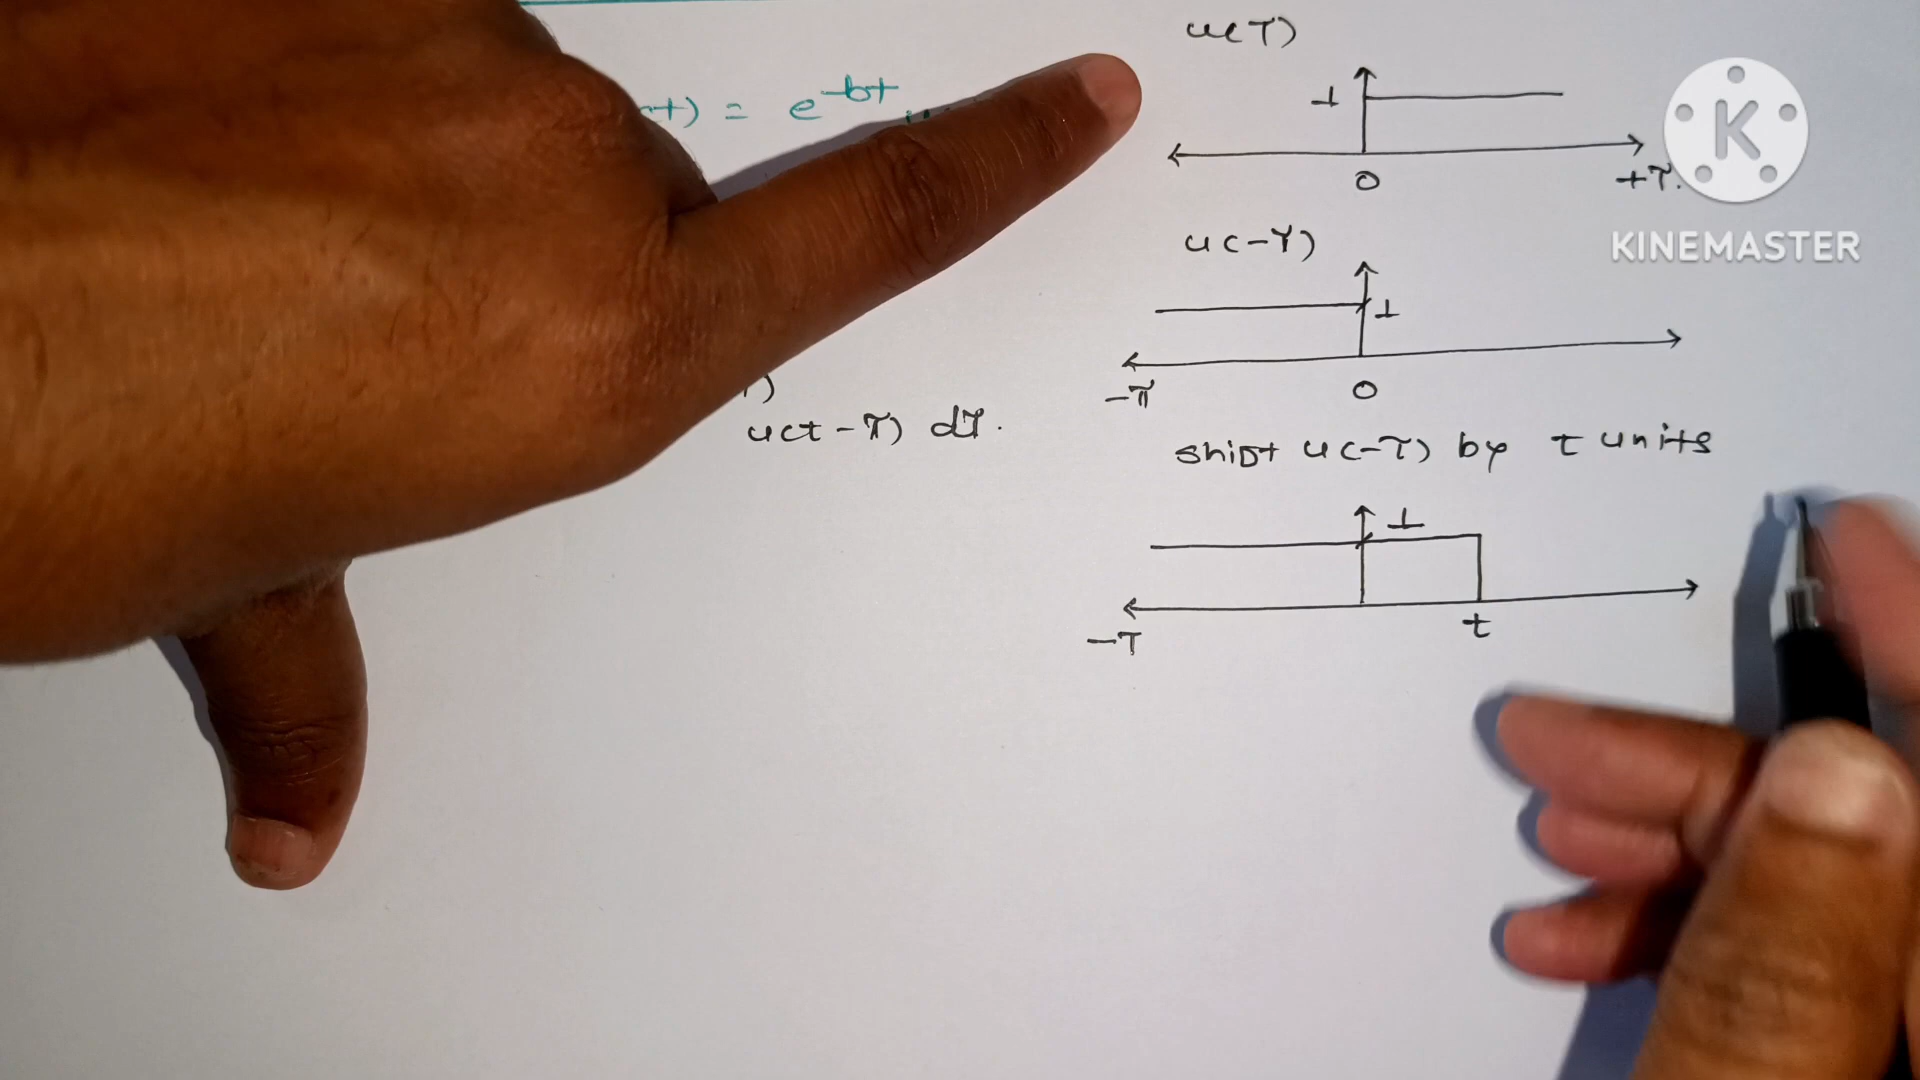 u(τ)
t) = e^-bt
1
0
+τ.
KINEMASTER
u(-τ)
1
-τ
0
u(t-τ) dτ.
shift u(-τ) by t units
1
-τ
t